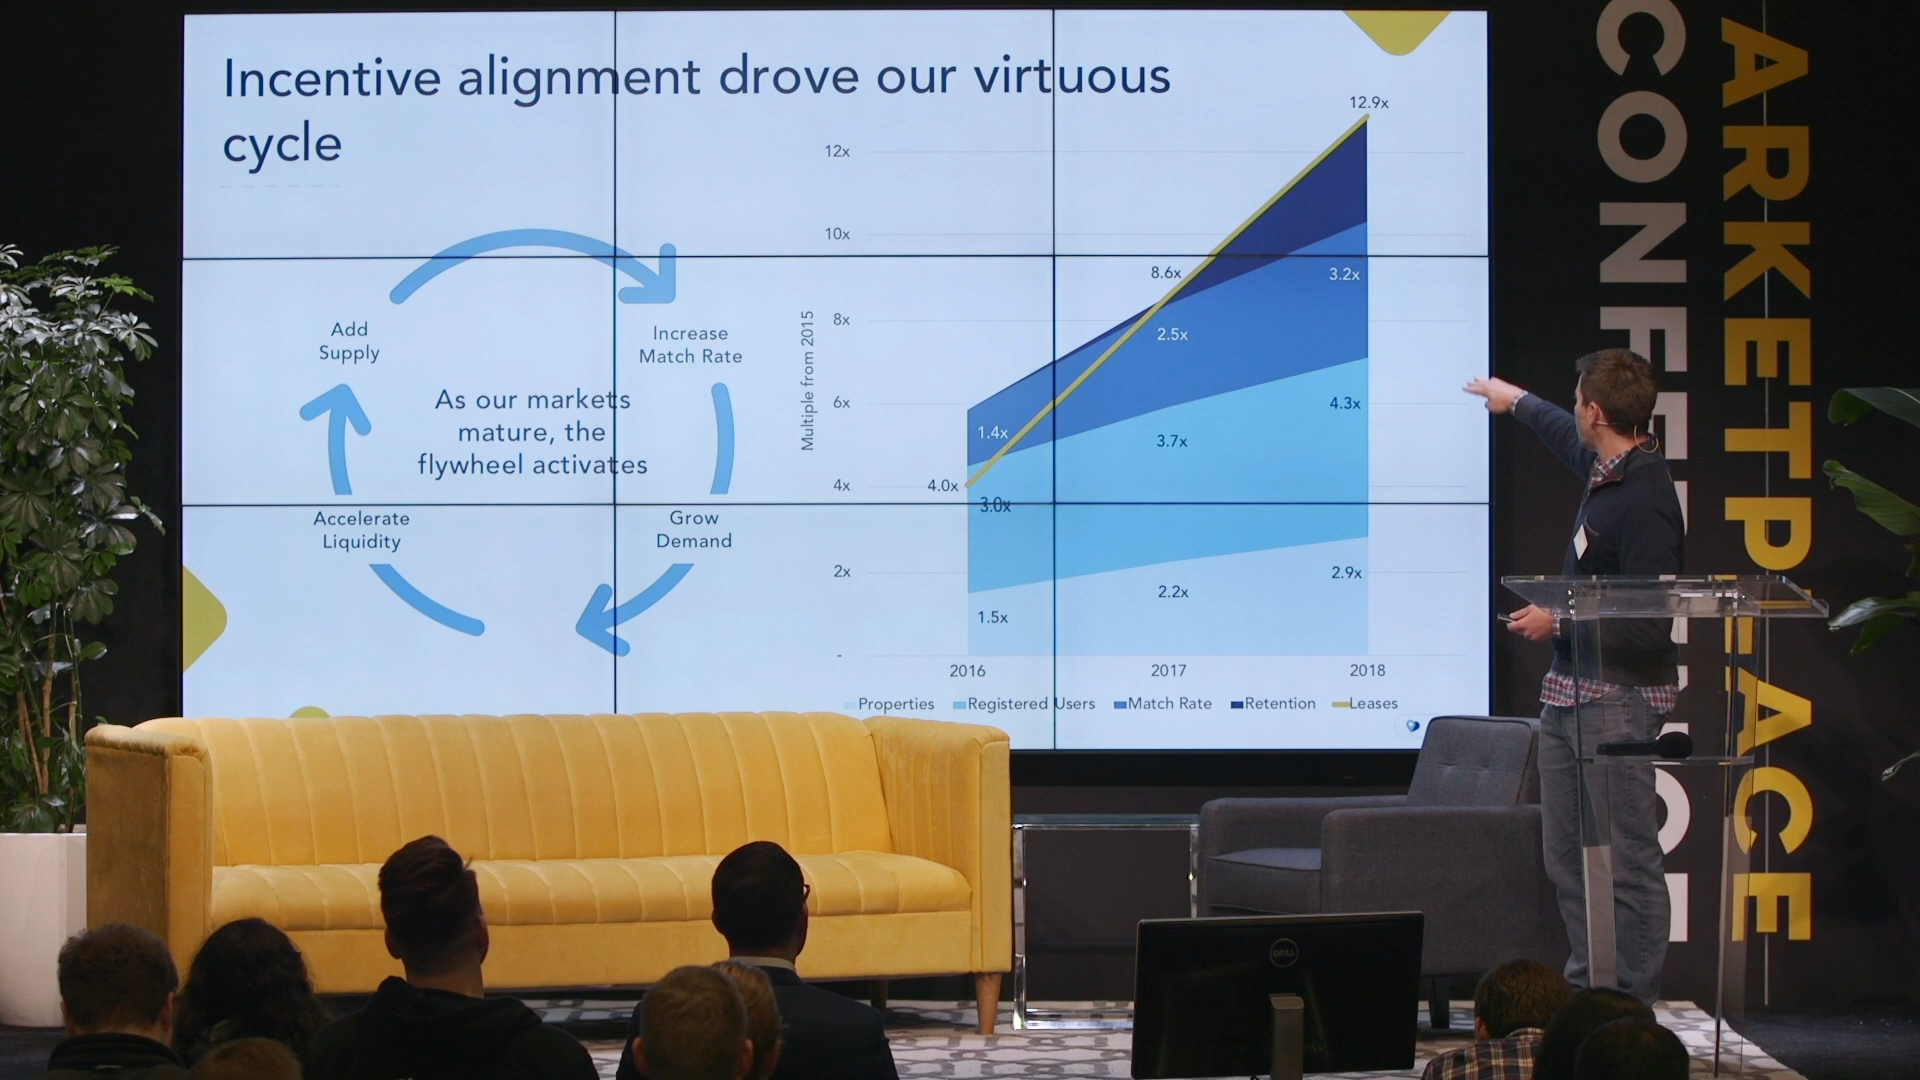 Incentive alignment drove our virtuous
cycle
Add
Supply
Increase
Match Rate
As our markets
mature, the
flywheel activates
Accelerate
Liquidity
Grow
Demand
Multiple from 2015
12x
10x
8x
6x
4x
2x
-
12.9x
8.6x
4.0x
3.2x
2.5x
1.4x
4.3x
3.7x
3.0x
2.9x
2.2x
1.5x
2016
2017
2018
Properties
Registered Users
Match Rate
Retention
Leases
ARKETPLACE
DELL